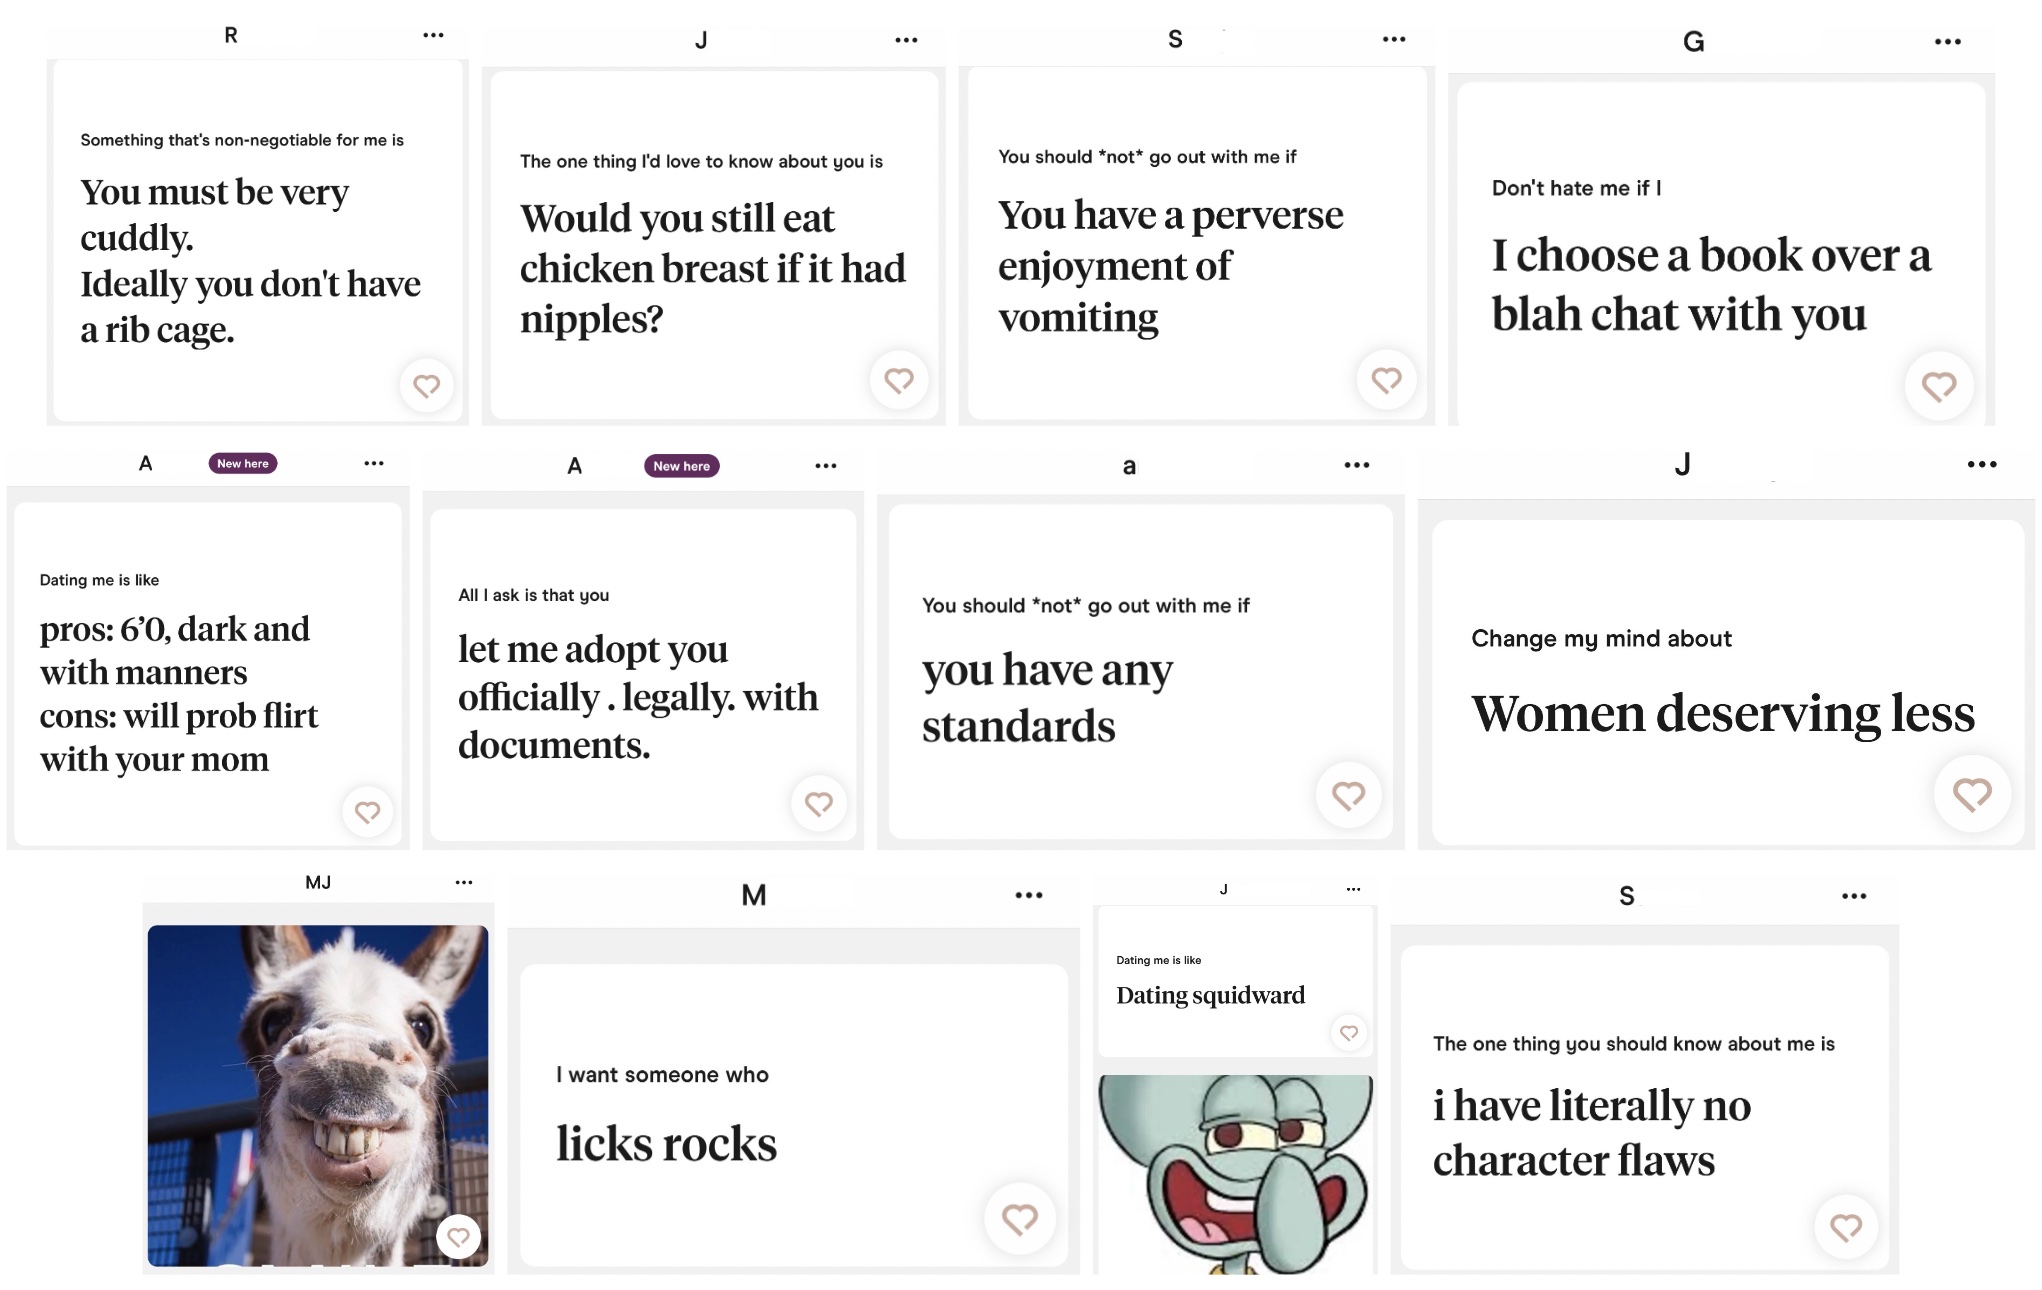 R
Something that's non-negotiable for me is
You must be very
cuddly.
Ideally you don't have
a rib cage.
J
The one thing I'd love to know about you is
Would you still eat
chicken breast if it had
nipples?
S
You should *not* go out with me if
You have a perverse
enjoyment of
vomiting
G
Don't hate me if I
I choose a book over a
blah chat with you
A
New here
Dating me is like
pros: 6’0, dark and
with manners
cons: will prob flirt
with your mom
A
New here
All I ask is that you
let me adopt you
officially . legally. with
documents.
a
You should *not* go out with me if
you have any
standards
J
Change my mind about
Women deserving less
MJ
M
I want someone who
licks rocks
J
Dating me is like
Dating squidward
S
The one thing you should know about me is
i have literally no
character flaws